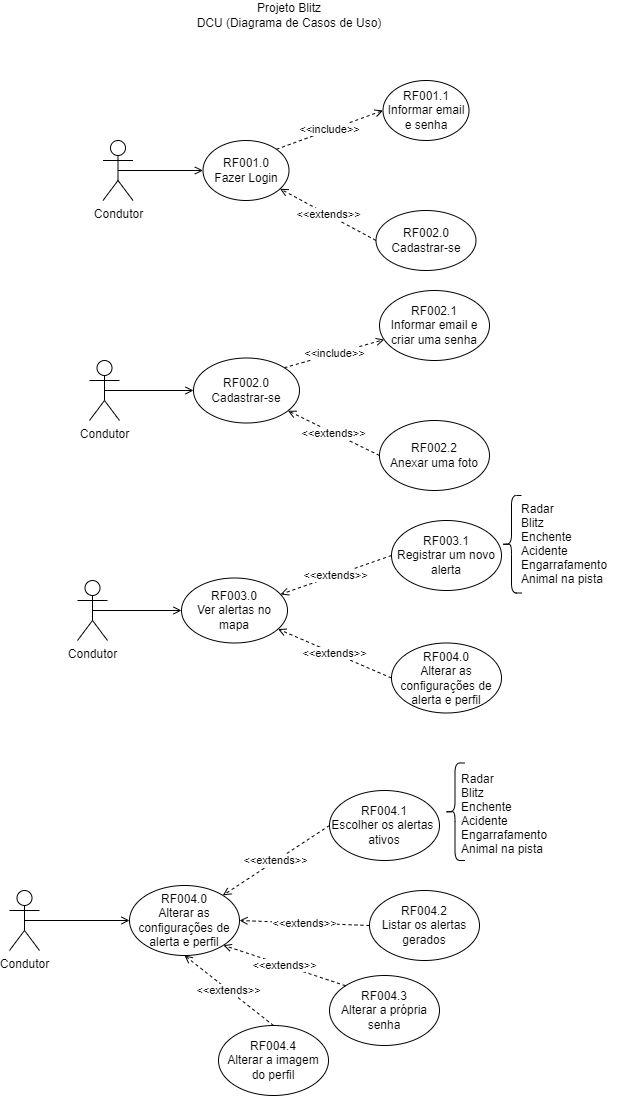 Projeto Blitz
DCU (Diagrama de Casos de Uso)
RF001.1
Informar email
e senha
<<include>>
RF001.0
Fazer Login
Condutor
<<extends>>
RF002.0
Cadastrar-se
RF002.1
Informar email e
criar uma senha
<<include>>
RF002.0
Cadastrar-se
Condutor
<<extends>>
RF002.2
Anexar uma foto
Radar
Blitz
Enchente
Acidente
Engarrafamento
Animal na pista
RF003.1
Registrar um novo
alerta
<<extends>>
RF003.0
Ver alertas no
mapa
Condutor
<<extends>>
RF004.0
Alterar as
configurações de
alerta e perfil
Radar
Blitz
Enchente
Acidente
Engarrafamento
Animal na pista
RF004.1
Escolher os alertas
ativos
<<extends>>
RF004.0
Alterar as
configurações de
alerta e perfil
Condutor
<<extends>>
RF004.2
Listar os alertas
gerados
<<extends>>
RF004.3
Alterar a própria
senha
<<extends>>
RF004.4
Alterar a imagem
do perfil